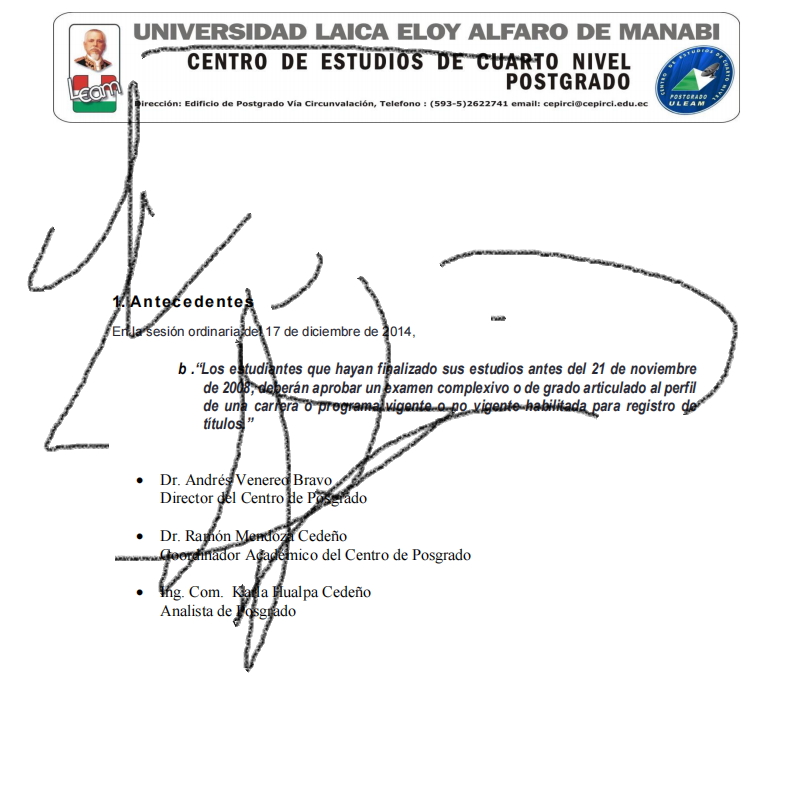 UNIVERSIDAD LAICA ELOY ALFARO DE MANABI
CENTRO DE ESTUDIOS DE CUARTO NIVEL
POSTGRADO
Dirección: Edificio de Postgrado Vía Circunvalación, Telefono : (593-5)2622741 email: cepirci@cepirci.edu.ec
Leam
CENTRO DE ESTUDIOS DE CUARTO NIVEL
POSTGRADO
ULEAM
1. Antecedentes
En la sesión ordinaria del 17 de diciembre de 2014,
b .“Los estudiantes que hayan finalizado sus estudios antes del 21 de noviembre
de 2008, deberán aprobar un examen complexivo o de grado articulado al perfil
de una carrera o programa vigente o no vigente habilitada para registro de
títulos.”
• Dr. Andrés Venereo Bravo
Director del Centro de Posgrado
• Dr. Ramón Mendoza Cedeño
Coordinador Académico del Centro de Posgrado
• Ing. Com. Karla Hualpa Cedeño
Analista de Posgrado